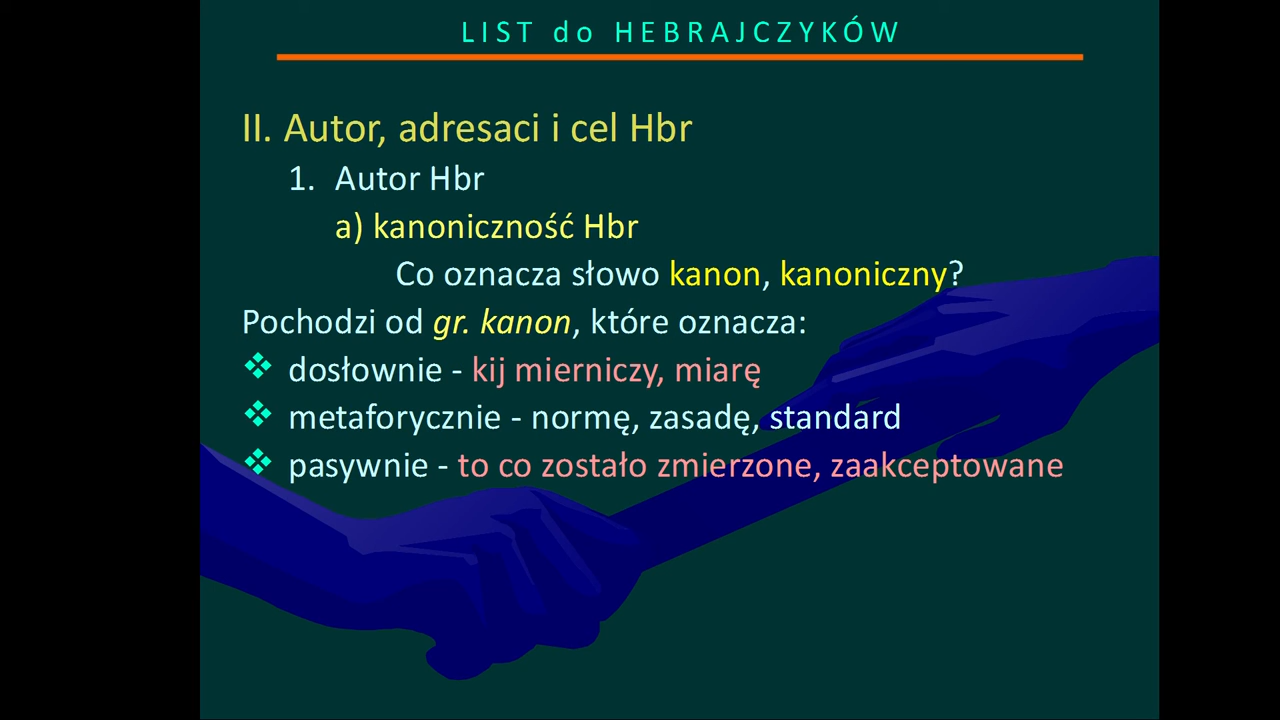 LIST do HEBRAJCZYKÓW
II. Autor, adresaci i cel Hbr
1. Autor Hbr
a) kanoniczność Hbr
Co oznacza słowo kanon, kanoniczny?
Pochodzi od gr. kanon, które oznacza:
❖ dosłownie - kij mierniczy, miarę
❖ metaforycznie - normę, zasadę, standard
❖ pasywnie - to co zostało zmierzone, zaakceptowane